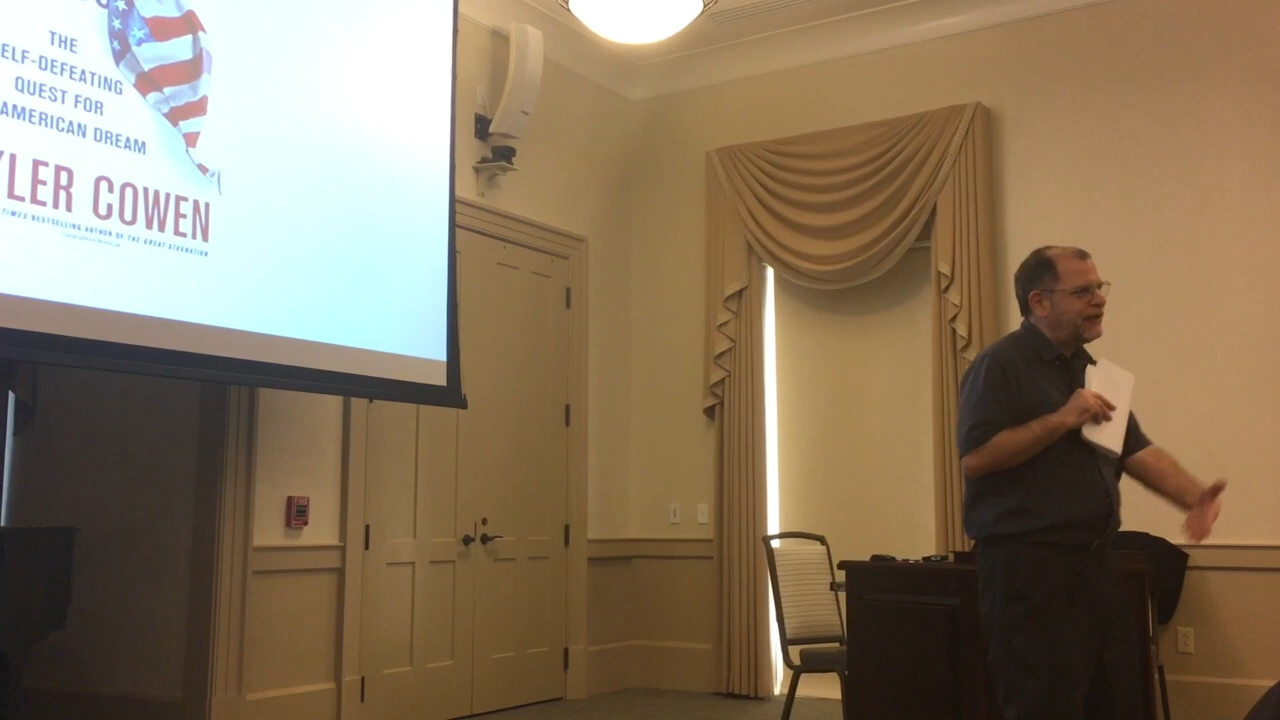 THE
ELF-DEFEATING
QUEST FOR
AMERICAN DREAM
YLER COWEN
TIMES BESTSELLING AUTHOR OF THE GREAT STAGNATION